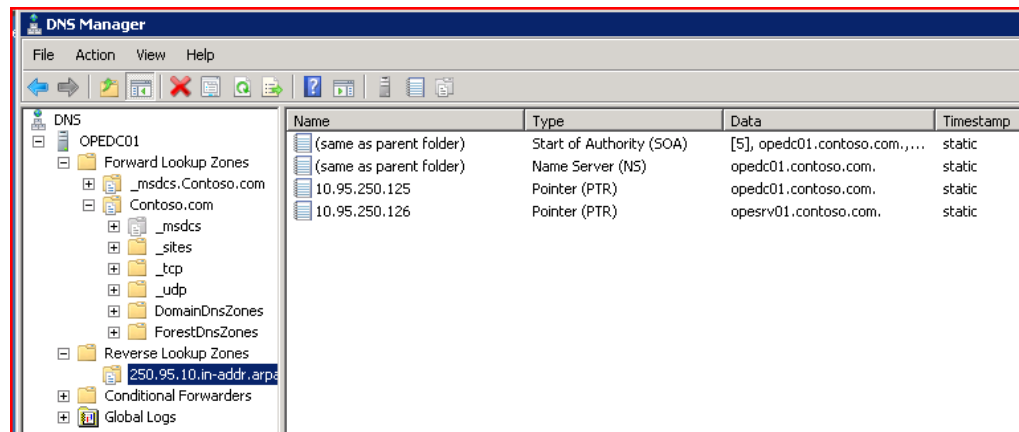 DNS Manager
File Action View Help
DNS
OPEDC01
Forward Lookup Zones
_msdcs.Contoso.com
Contoso.com
_msdcs
_sites
_tcp
_udp
DomainDnsZones
ForestDnsZones
Reverse Lookup Zones
250.95.10.in-addr.arpa
Conditional Forwarders
Global Logs
Name Type Data Timestamp
(same as parent folder) Start of Authority (SOA) [5], opedc01.contoso.com.,... static
(same as parent folder) Name Server (NS) opedc01.contoso.com. static
10.95.250.125 Pointer (PTR) opedc01.contoso.com. static
10.95.250.126 Pointer (PTR) opesrv01.contoso.com. static